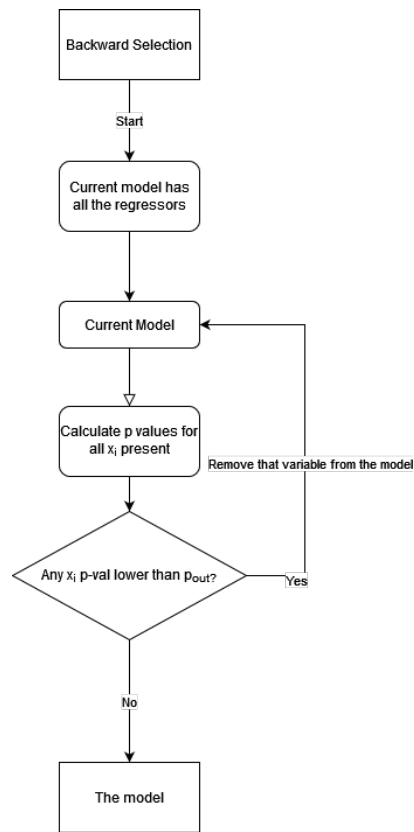 Backward Selection
Start
Current model has
all the regressors
Current Model
Calculate p values for
all xᵢ present
Remove that variable from the model
Any xᵢ p-val lower than pₒᵤₜ?
Yes
No
The model